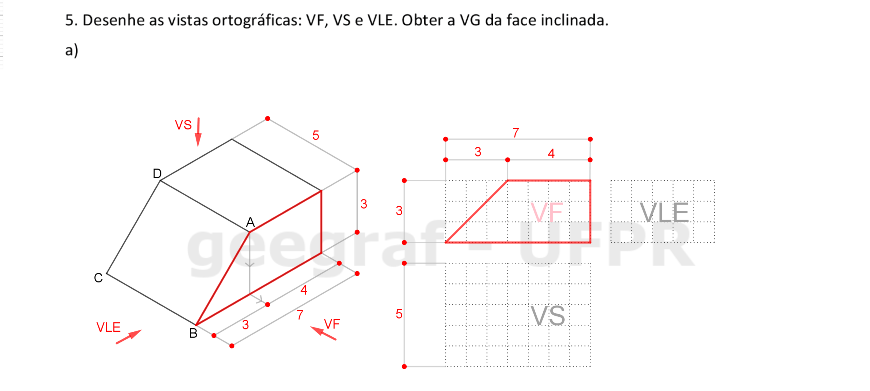 5. Desenhe as vistas ortográficas: VF, VS e VLE. Obter a VG da face inclinada.
a)
VS
5
7
3
4
D
3
3
A
VF
VLE
geegraf - UFPR
C
4
5
VS
7
3
VF
VLE
B